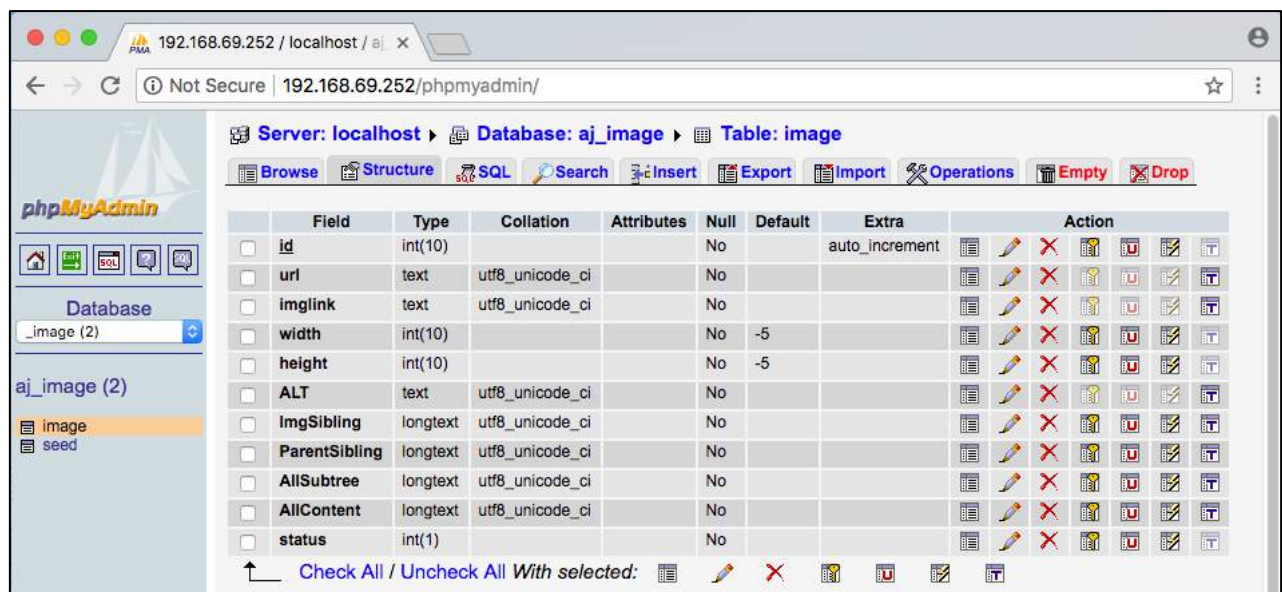 PMA 192.168.69.252 / localhost / aj
Not Secure 192.168.69.252/phpmyadmin/
phpMyAdmin
Exit SQL ? SQL
Database
_image (2)
aj_image (2)
image
seed
Server: localhost Database: aj_image Table: image
Browse Structure SQL Search Insert Export Import Operations Empty Drop
Field Type Collation Attributes Null Default Extra Action
id int(10) No auto_increment
url text utf8_unicode_ci No
imglink text utf8_unicode_ci No
width int(10) No -5
height int(10) No -5
ALT text utf8_unicode_ci No
ImgSibling longtext utf8_unicode_ci No
ParentSibling longtext utf8_unicode_ci No
AllSubtree longtext utf8_unicode_ci No
AllContent longtext utf8_unicode_ci No
status int(1) No
Check All / Uncheck All With selected: